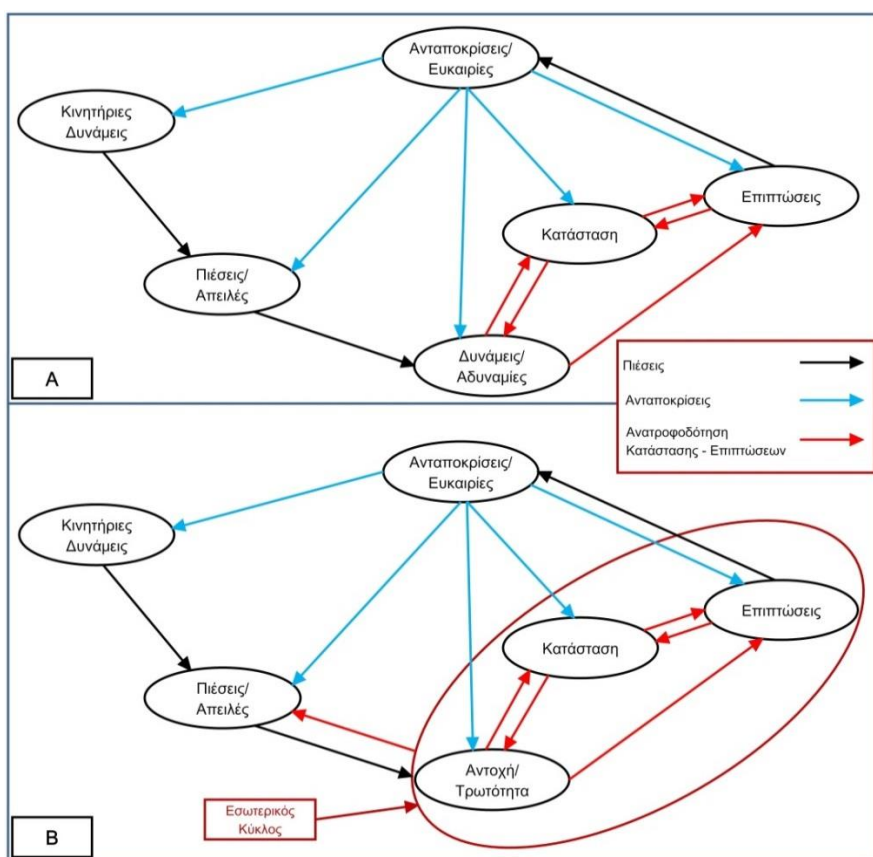 Ανταποκρίσεις/
Ευκαιρίες
Κινητήριες
Δυνάμεις
Επιπτώσεις
Κατάσταση
Πιέσεις/
Απειλές
Δυνάμεις/
Αδυναμίες
A
Πιέσεις
Ανταποκρίσεις
Ανατροφοδότηση
Κατάστασης - Επιπτώσεων
Ανταποκρίσεις/
Ευκαιρίες
Κινητήριες
Δυνάμεις
Επιπτώσεις
Κατάσταση
Πιέσεις/
Απειλές
Αντοχή/
Τρωτότητα
Εσωτερικός
Κύκλος
B